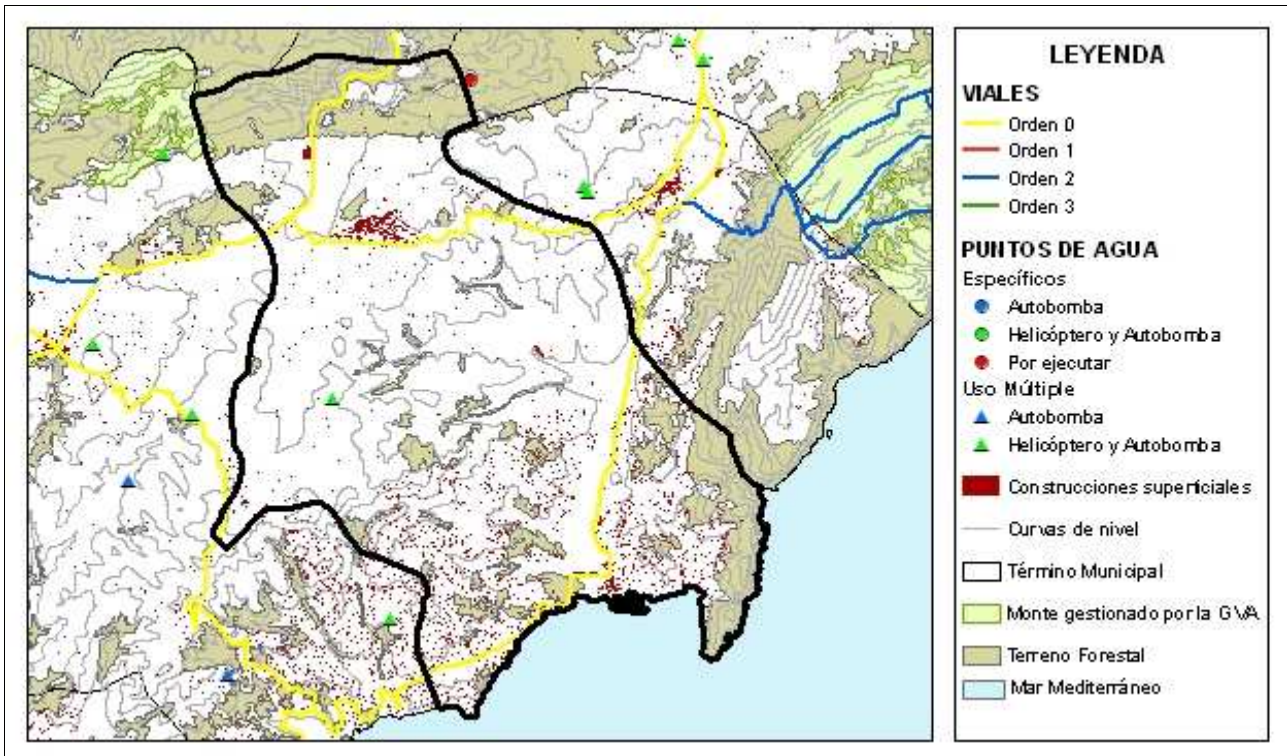 LEYENDA
VIALES
Orden 0
Orden 1
Orden 2
Orden 3
PUNTOS DE AGUA
Específicos
Autobomba
Helicóptero y Autobomba
Por ejecutar
Uso Múltiple
Autobomba
Helicóptero y Autobomba
Construcciones superficiales
Curvas de nivel
Término Municipal
Monte gestionado por la GVA
Terreno Forestal
Mar Mediterráneo